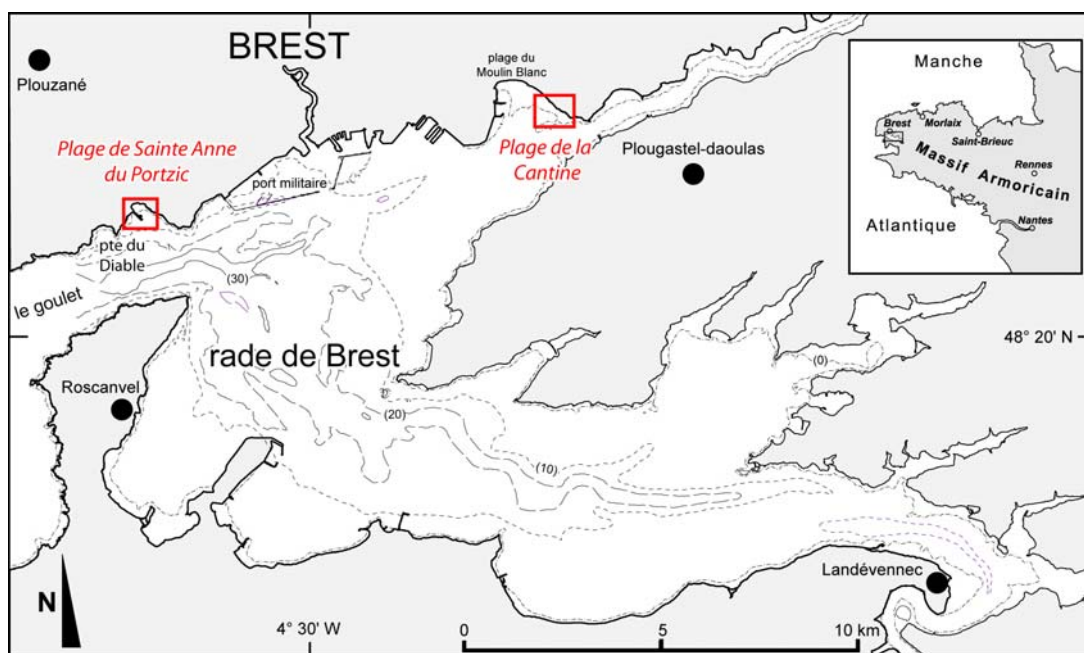 BREST
Plouzané
plage du
Moulin Blanc
Plage de Sainte Anne
du Portzic
Plage de la
Cantine
Plougastel-daoulas
port militaire
pte du
Diable
(30)
le goulet
rade de Brest
48° 20' N
(0)
Roscanvel
(20)
(10)
Landévennec
N
4° 30' W
0
5
10 km
Manche
Brest
Morlaix
Saint-Brieuc
Massif Armoricain
Rennes
Nantes
Atlantique